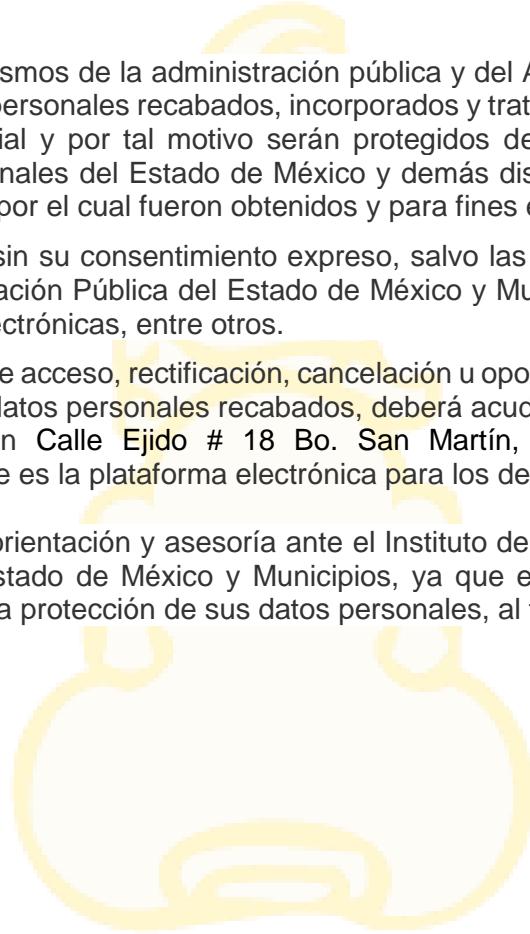 smos de la administración pública y del A
personales recabados, incorporados y trat
ial y por tal motivo serán protegidos de
nales del Estado de México y demás dis
por el cual fueron obtenidos y para fines e
sin su consentimiento expreso, salvo las
ación Pública del Estado de México y Mu
ectrónicas, entre otros.
e acceso, rectificación, cancelación u opo
datos personales recabados, deberá acud
n Calle Ejido # 18 Bo. San Martín,
e es la plataforma electrónica para los de
orientación y asesoría ante el Instituto de
stado de México y Municipios, ya que e
a protección de sus datos personales, al t